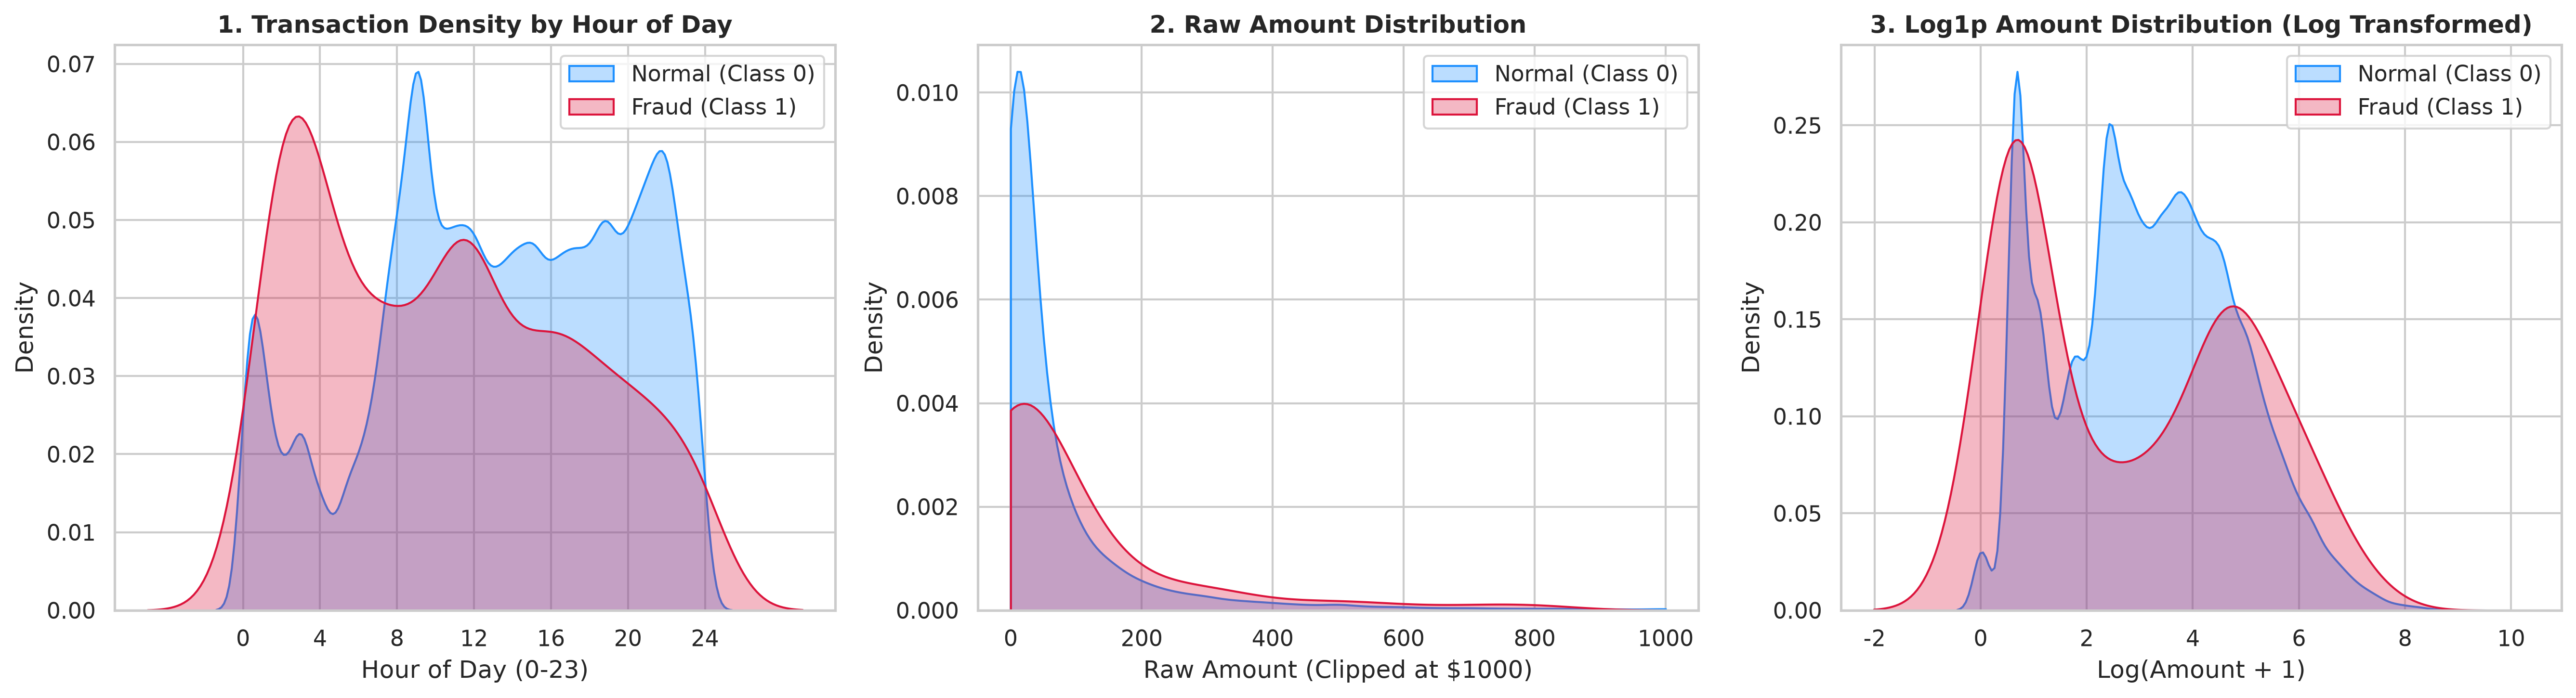 1. Transaction Density by Hour of Day
Normal (Class 0)
Fraud (Class 1)
0.07
0.06
0.05
0.04
0.03
0.02
0.01
0.00
Density
0 4 8 12 16 20 24
Hour of Day (0-23)
2. Raw Amount Distribution
Normal (Class 0)
Fraud (Class 1)
0.010
0.008
0.006
0.004
0.002
0.000
Density
0 200 400 600 800 1000
Raw Amount (Clipped at $1000)
3. Log1p Amount Distribution (Log Transformed)
Normal (Class 0)
Fraud (Class 1)
0.25
0.20
0.15
0.10
0.05
0.00
Density
-2 0 2 4 6 8 10
Log(Amount + 1)